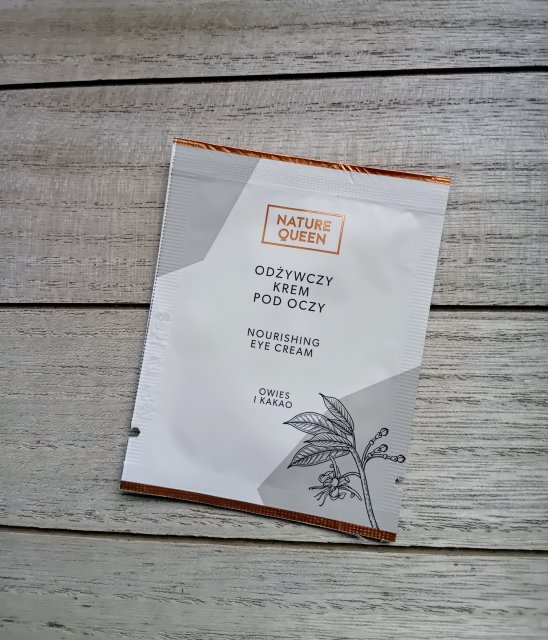 NATURE
QUEEN
ODŻYWCZY
KREM
POD OCZY
NOURISHING
EYE CREAM
OWIES
I KAKAO